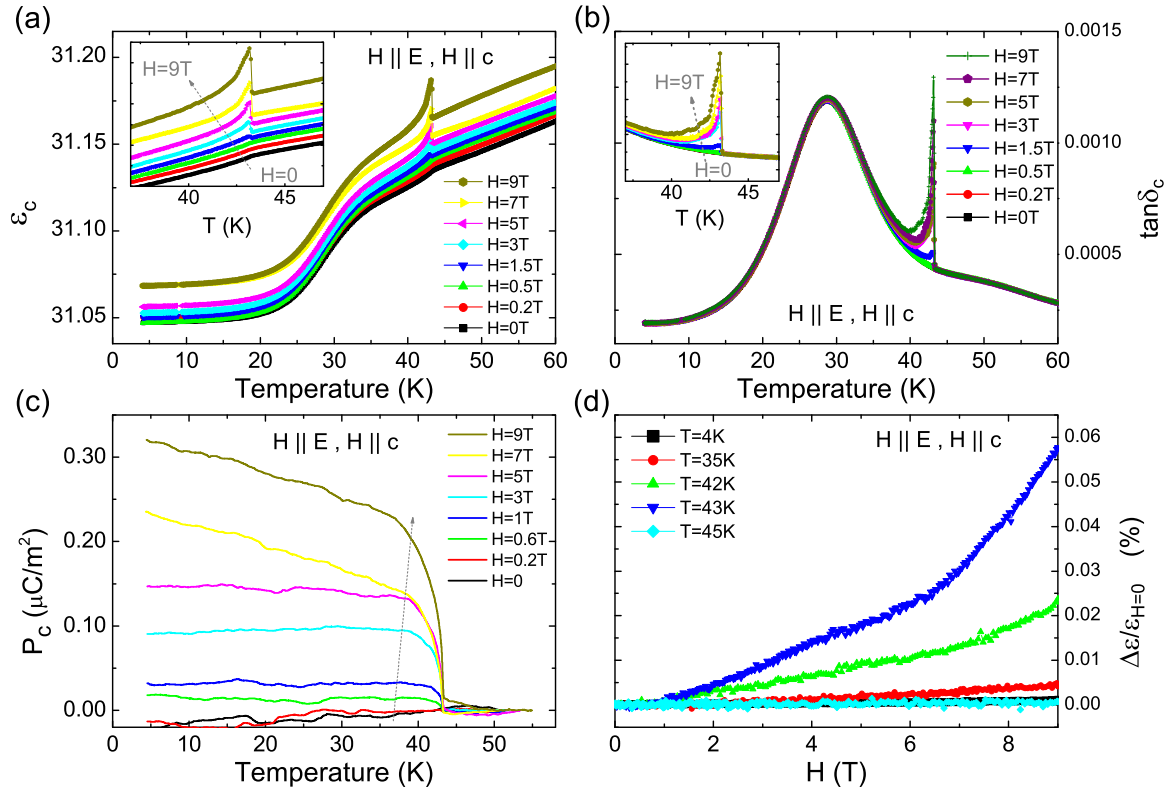 (a)
31.20
31.15
31.10
31.05
ε_c
H || E , H || c
H=9T
H=0
40
45
T (K)
H=9T
H=7T
H=5T
H=3T
H=1.5T
H=0.5T
H=0.2T
H=0T
0
10
20
30
40
50
60
Temperature (K)
(b)
0.0015
0.0010
0.0005
tanδ_c
H=9T
H=0
40
45
T (K)
H=9T
H=7T
H=5T
H=3T
H=1.5T
H=0.5T
H=0.2T
H=0T
H || E , H || c
0
10
20
30
40
50
60
Temperature (K)
(c)
0.30
0.20
0.10
0.00
P_c (μC/m²)
H || E , H || c
H=9T
H=7T
H=5T
H=3T
H=1T
H=0.6T
H=0.2T
H=0
0
10
20
30
40
50
Temperature (K)
(d)
T=4K
T=35K
T=42K
T=43K
T=45K
H || E , H || c
0.06
0.05
0.04
0.03
0.02
0.01
0.00
Δε/ε_H=0 (%)
0
2
4
6
8
H (T)